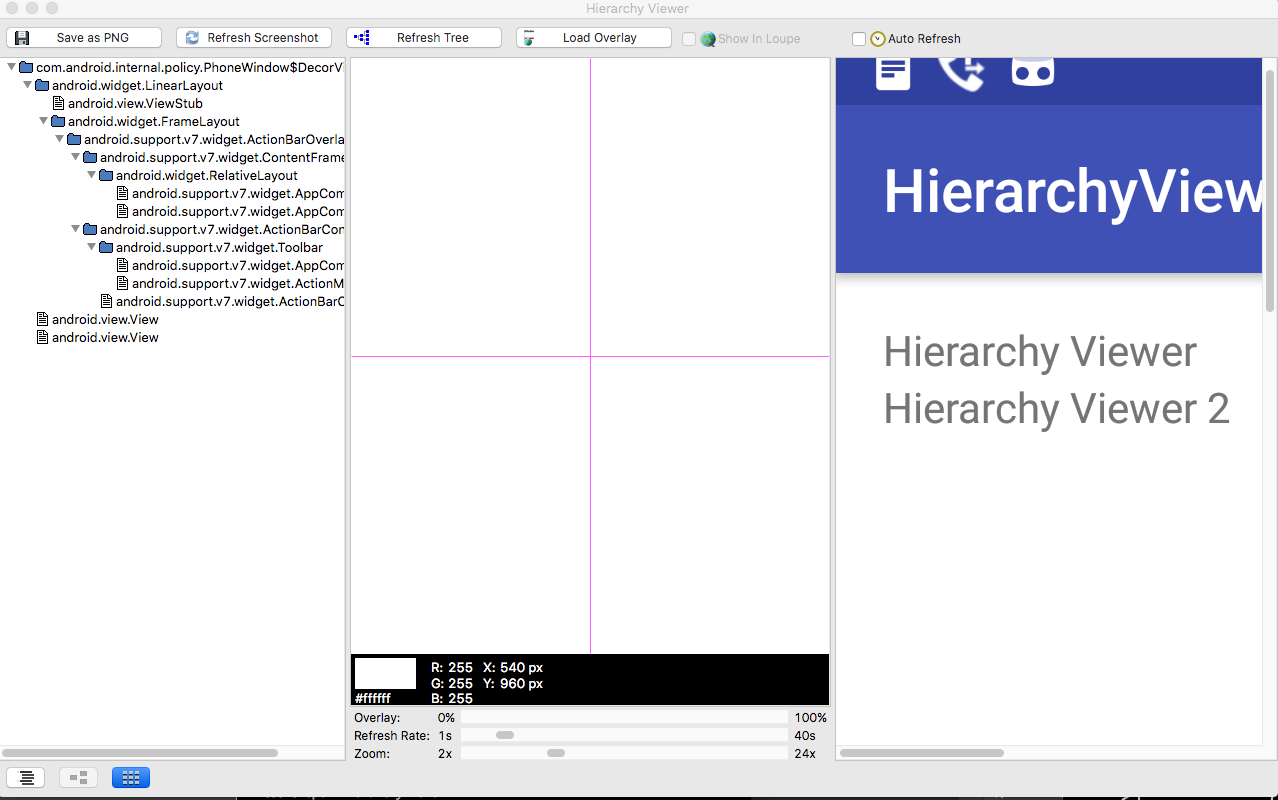 Hierarchy Viewer
Save as PNG
Refresh Screenshot
Refresh Tree
Load Overlay
Show In Loupe
Auto Refresh
com.android.internal.policy.PhoneWindow$DecorVi
android.widget.LinearLayout
android.view.ViewStub
android.widget.FrameLayout
android.support.v7.widget.ActionBarOverla
android.support.v7.widget.ContentFrame
android.widget.RelativeLayout
android.support.v7.widget.AppCom
android.support.v7.widget.AppCom
android.support.v7.widget.ActionBarCon
android.support.v7.widget.Toolbar
android.support.v7.widget.AppCom
android.support.v7.widget.ActionM
android.support.v7.widget.ActionBarC
android.view.View
android.view.View
#ffffff
R: 255 X: 540 px
G: 255 Y: 960 px
B: 255
Overlay: 0% 100%
Refresh Rate: 1s 40s
Zoom: 2x 24x
HierarchyView
Hierarchy Viewer
Hierarchy Viewer 2